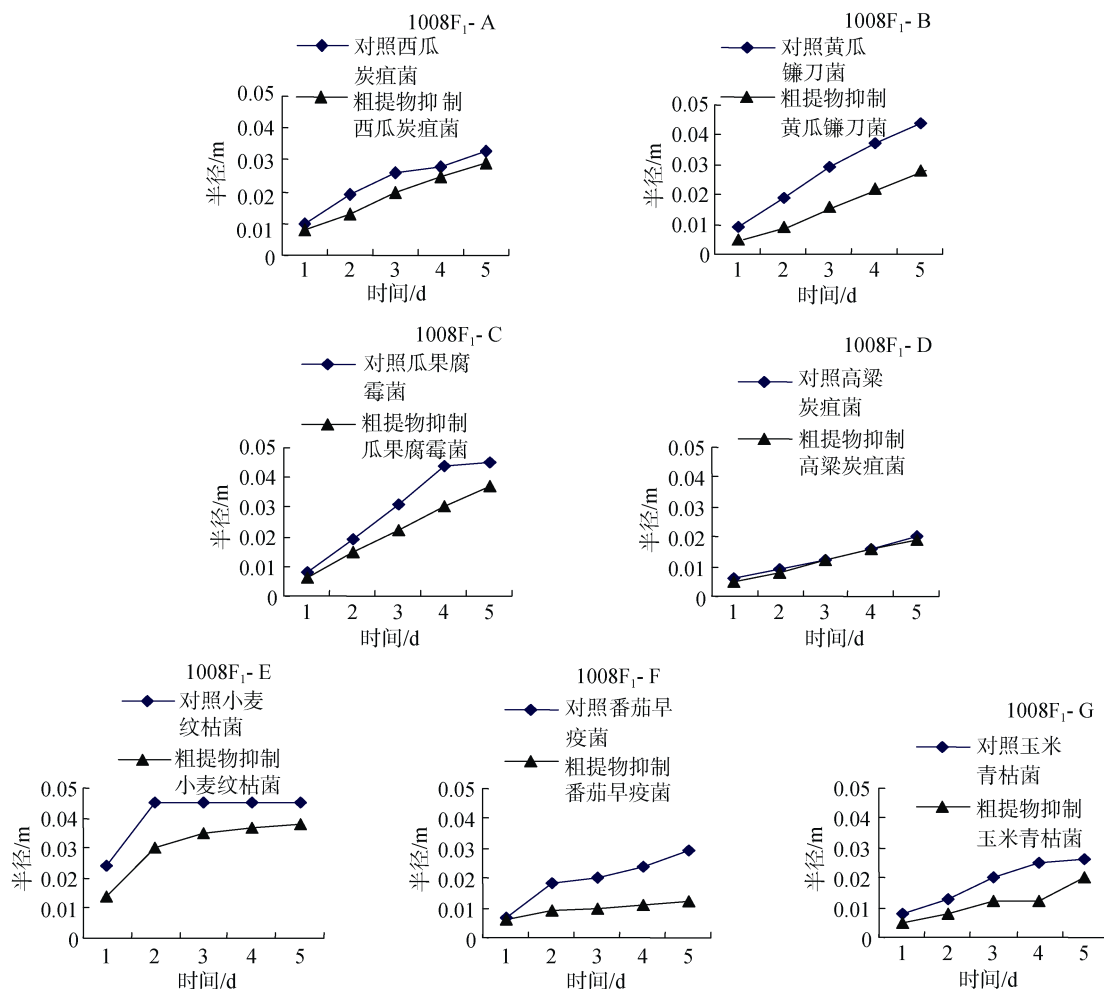 1008F₁- A
对照西瓜
炭疽菌
粗提物抑 制
西瓜炭疽菌
0.05
0.04
0.03
0.02
0.01
0
半径/m
1 2 3 4 5
时间/d
1008F₁- B
对照黄瓜
镰刀菌
粗提物抑制
黄瓜镰刀菌
0.05
0.04
0.03
0.02
0.01
0
半径/m
1 2 3 4 5
时间/d
1008F₁- C
对照瓜果腐
霉菌
粗提物抑制
瓜果腐霉菌
0.05
0.04
0.03
0.02
0.01
0
半径/m
1 2 3 4 5
时间/d
1008F₁- D
对照高粱
炭疽菌
粗提物抑制
高粱炭疽菌
0.05
0.04
0.03
0.02
0.01
0
半径/m
1 2 3 4 5
时间/d
1008F₁- E
对照小麦
纹枯菌
粗提物抑制
小麦纹枯菌
0.05
0.04
0.03
0.02
0.01
0
半径/m
1 2 3 4 5
时间/d
1008F₁- F
对照番茄早
疫菌
粗提物抑制
番茄早疫菌
0.05
0.04
0.03
0.02
0.01
0
半径/m
1 2 3 4 5
时间/d
1008F₁- G
对照玉米
青枯菌
粗提物抑制
玉米青枯菌
0.05
0.04
0.03
0.02
0.01
0
半径/m
1 2 3 4 5
时间/d